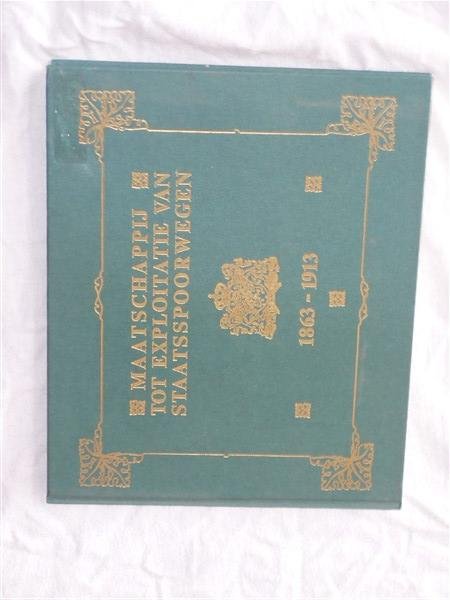 MAATSCHAPPIJ
TOT EXPLOITATIE VAN
STAATSSPOORWEGEN
1863-1913